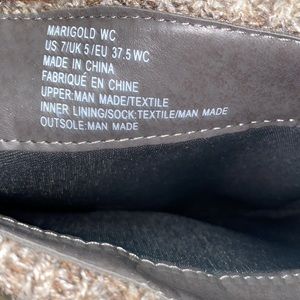 MARIGOLD WC
US 7/UK 5/EU 37.5 WC
MADE IN CHINA
FABRIQUÉ EN CHINE
UPPER:MAN MADE/TEXTILE
INNER LINING/SOCK:TEXTILE/MAN MADE
OUTSOLE:MAN MADE